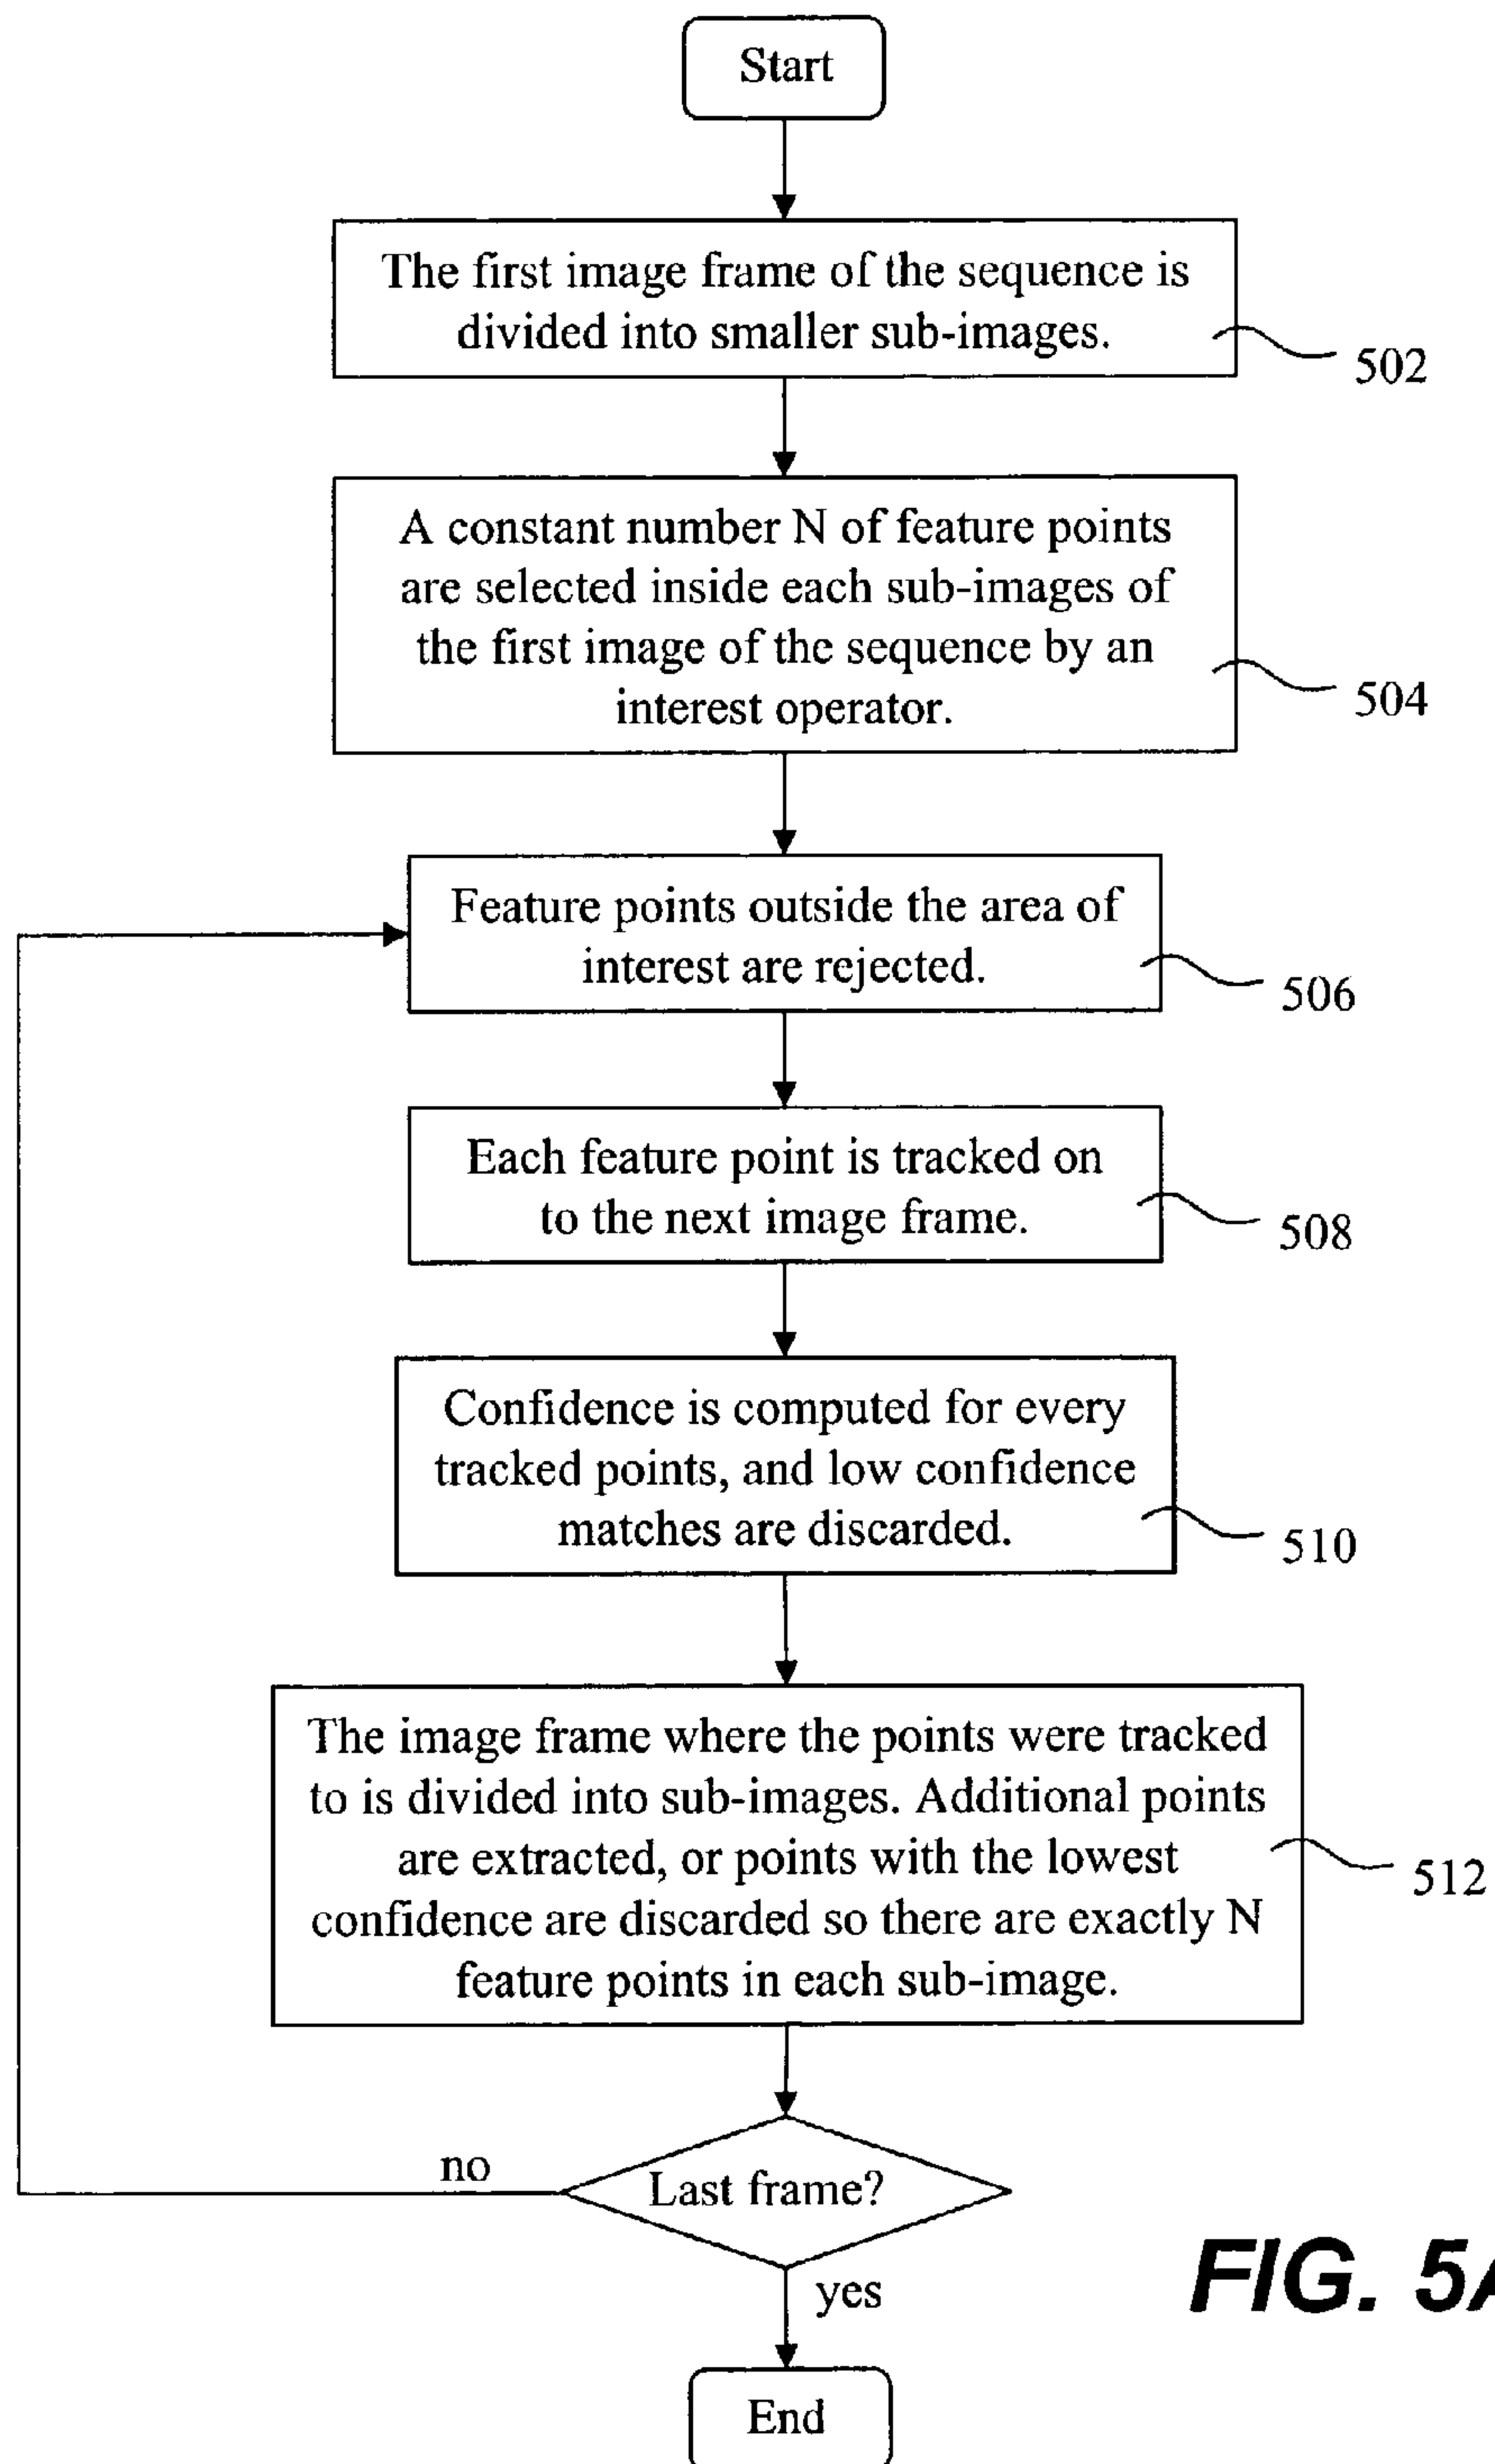 Start
The first image frame of the sequence is
divided into smaller sub-images.
502
A constant number N of feature points
are selected inside each sub-images of
the first image of the sequence by an
interest operator.
504
Feature points outside the area of
interest are rejected.
506
Each feature point is tracked on
to the next image frame.
508
Confidence is computed for every
tracked points, and low confidence
matches are discarded.
510
The image frame where the points were tracked
to is divided into sub-images. Additional points
are extracted, or points with the lowest
confidence are discarded so there are exactly N
feature points in each sub-image.
512
no
Last frame?
yes
FIG. 5A
End